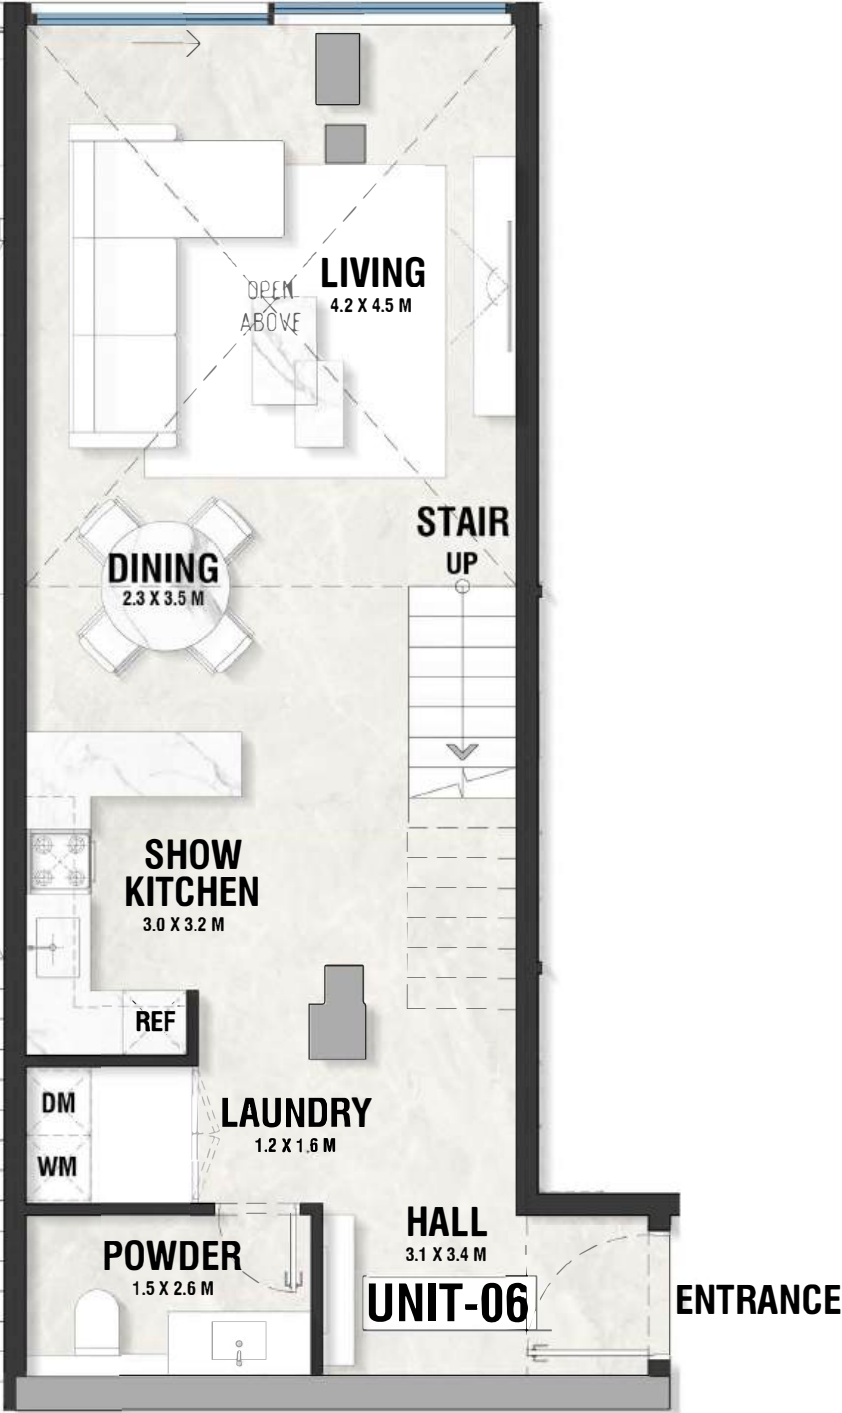 LIVING
4.2 X 4.5 M
OPEN
ABOVE
STAIR
UP
DINING
2.3 X 3.5 M
SHOW
KITCHEN
3.0 X 3.2 M
REF
DM
WM
LAUNDRY
1.2 X 1.6 M
HALL
3.1 X 3.4 M
POWDER
1.5 X 2.6 M
UNIT-06
ENTRANCE